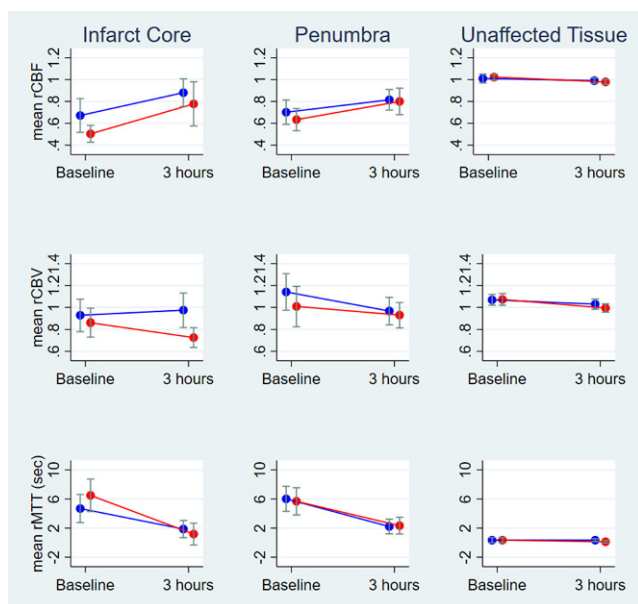 Infarct Core
Penumbra
Unaffected Tissue
mean rCBF
.4 .6 .8 1 1.2
Baseline 3 hours
.4 .6 .8 1 1.2
Baseline 3 hours
.4 .6 .8 1 1.2
Baseline 3 hours
mean rCBV
.6 .8 1 1.21.4
Baseline 3 hours
.6 .8 1 1.21.4
Baseline 3 hours
.6 .8 1 1.21.4
Baseline 3 hours
mean rMTT (sec)
-2 2 6 10
Baseline 3 hours
-2 2 6 10
Baseline 3 hours
-2 2 6 10
Baseline 3 hours